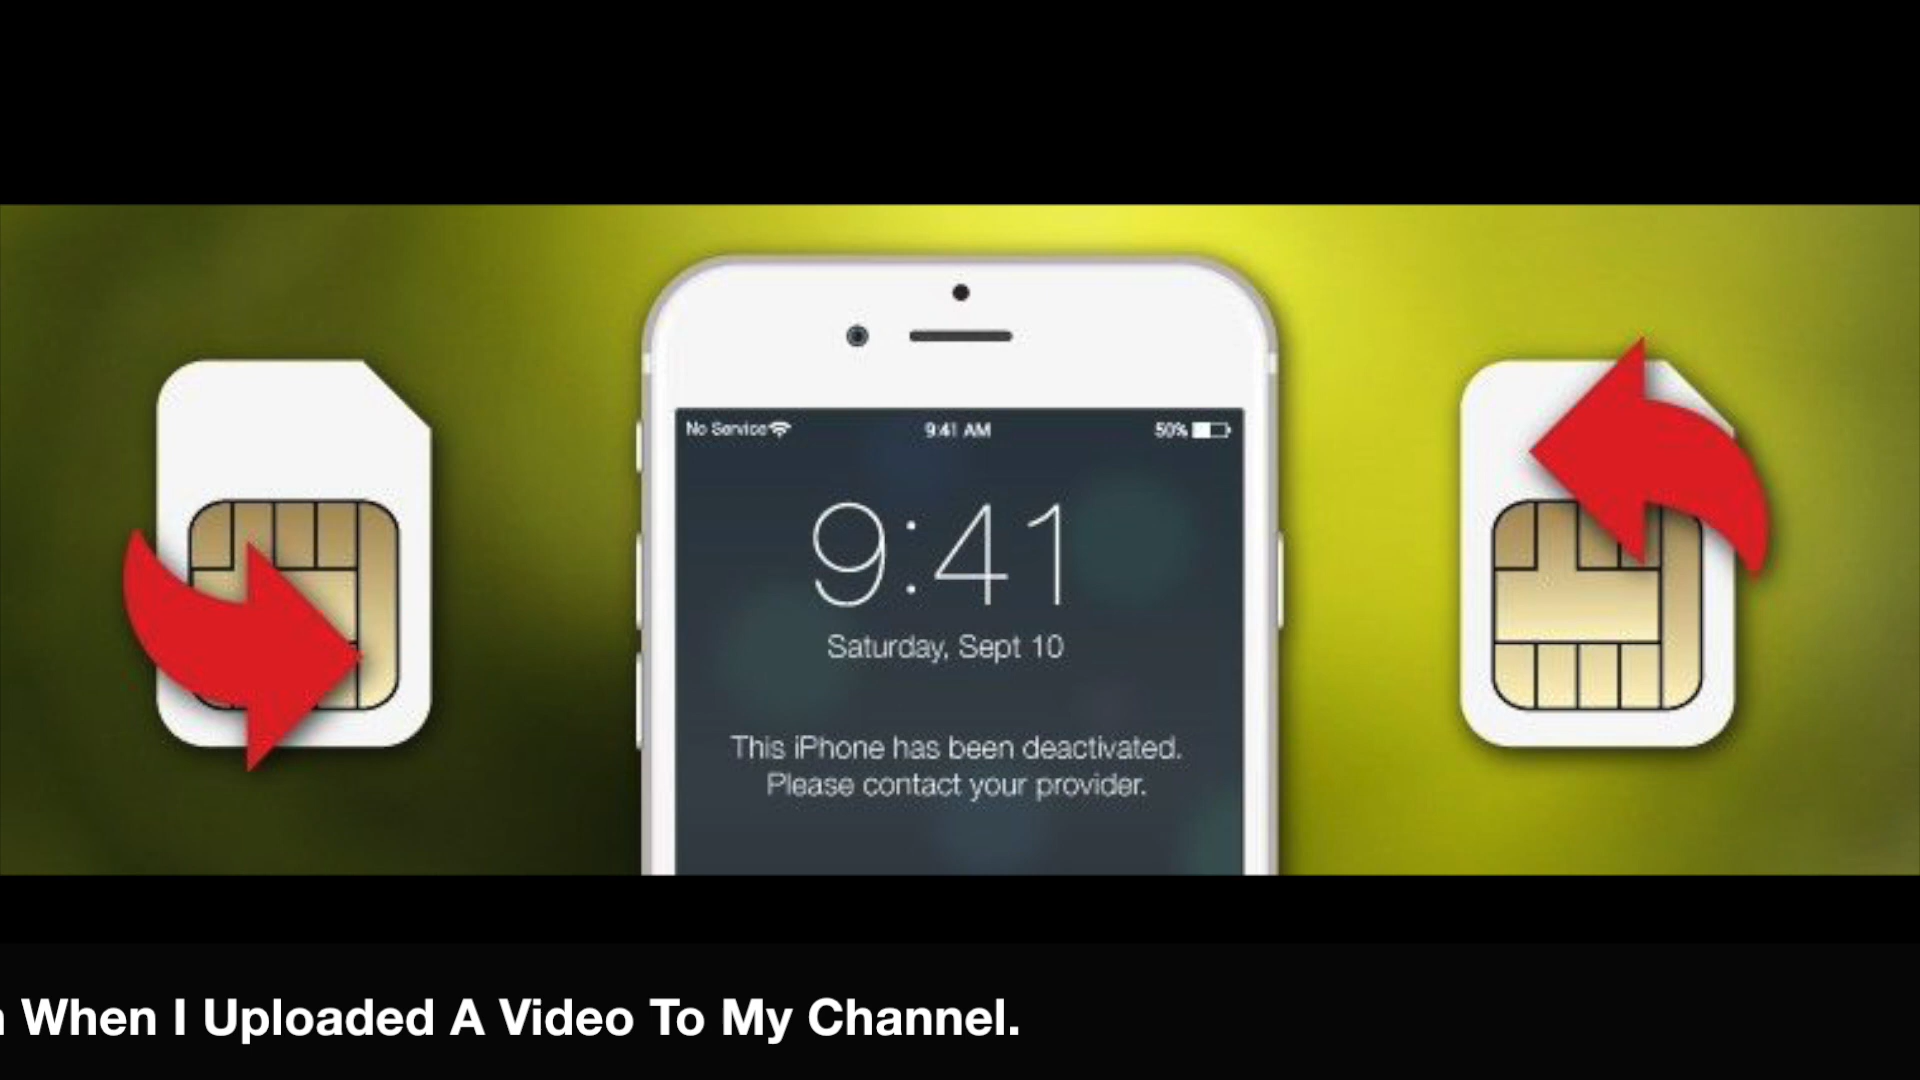 No Service
9:41 AM
50%
9:41
Saturday, Sept 10
This iPhone has been deactivated.
Please contact your provider.
When I Uploaded A Video To My Channel.